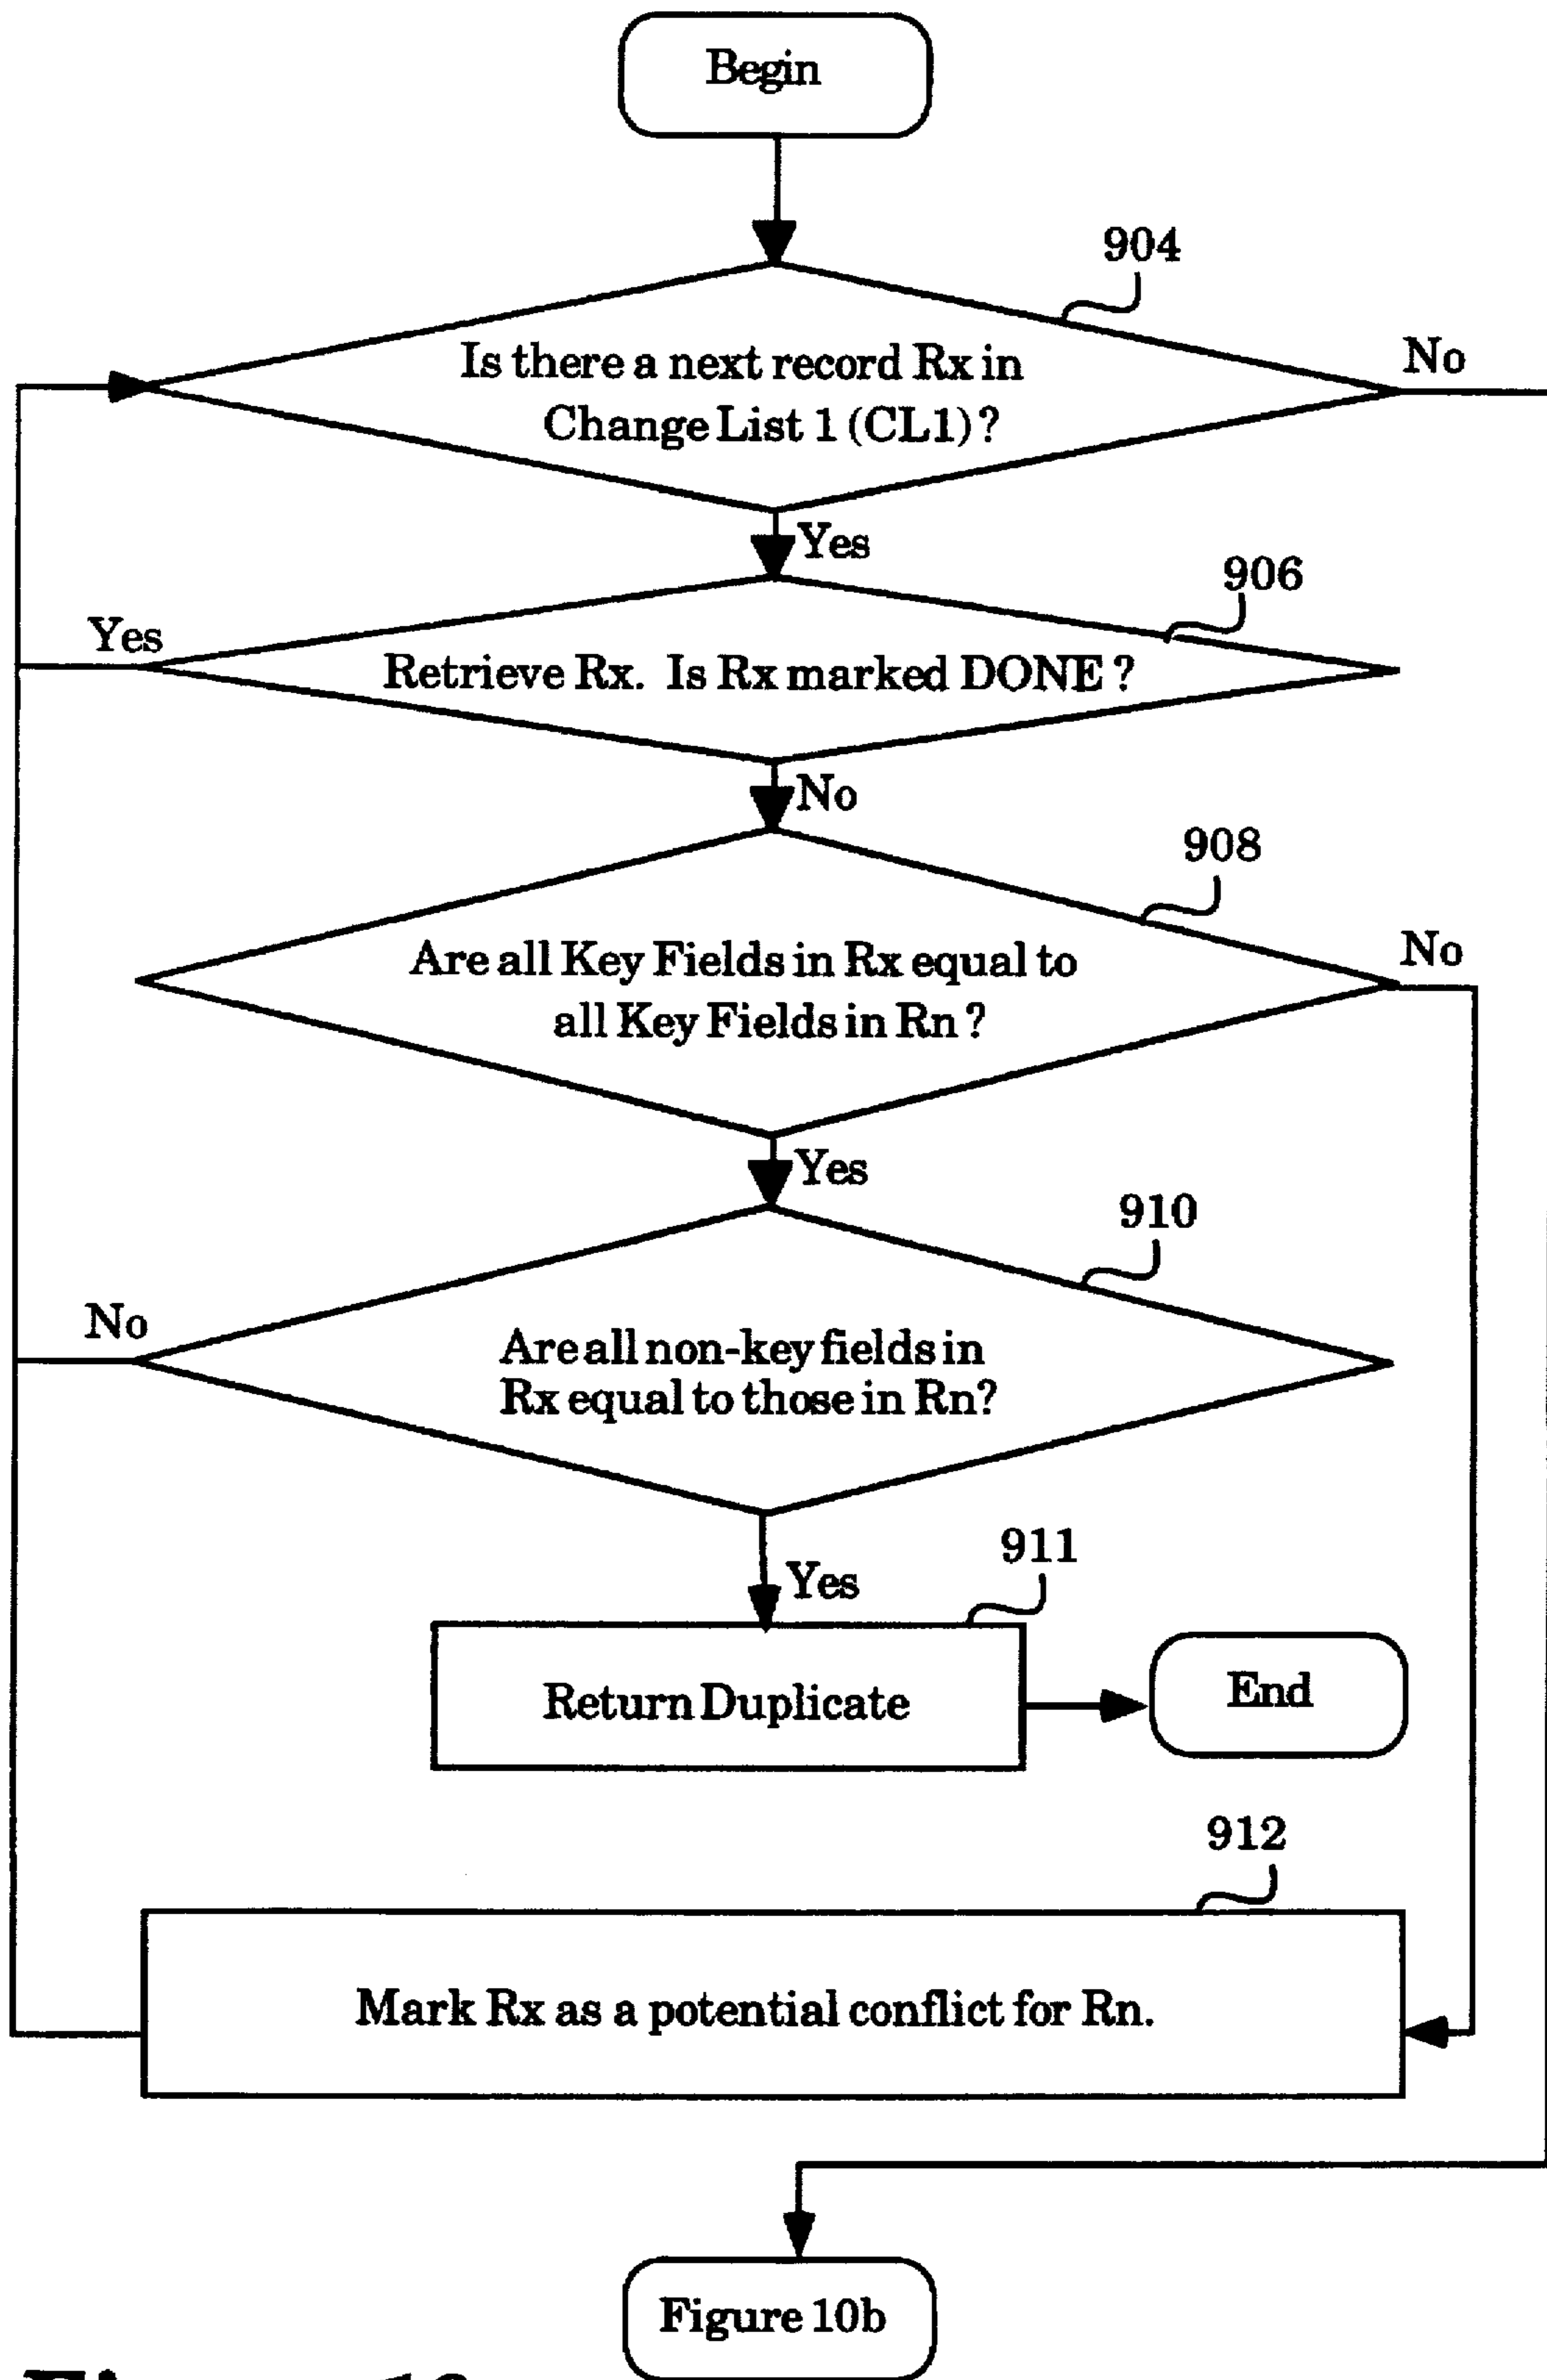 Begin
904
Is there a next record Rx in
Change List 1 (CL1)?
No
Yes
906
Yes
Retrieve Rx. Is Rx marked DONE ?
No
908
Are all Key Fields in Rx equal to
all Key Fields in Rn ?
No
Yes
910
No
Are all non-key fields in
Rx equal to those in Rn?
Yes
911
Return Duplicate
End
912
Mark Rx as a potential conflict for Rn.
Figure 10b